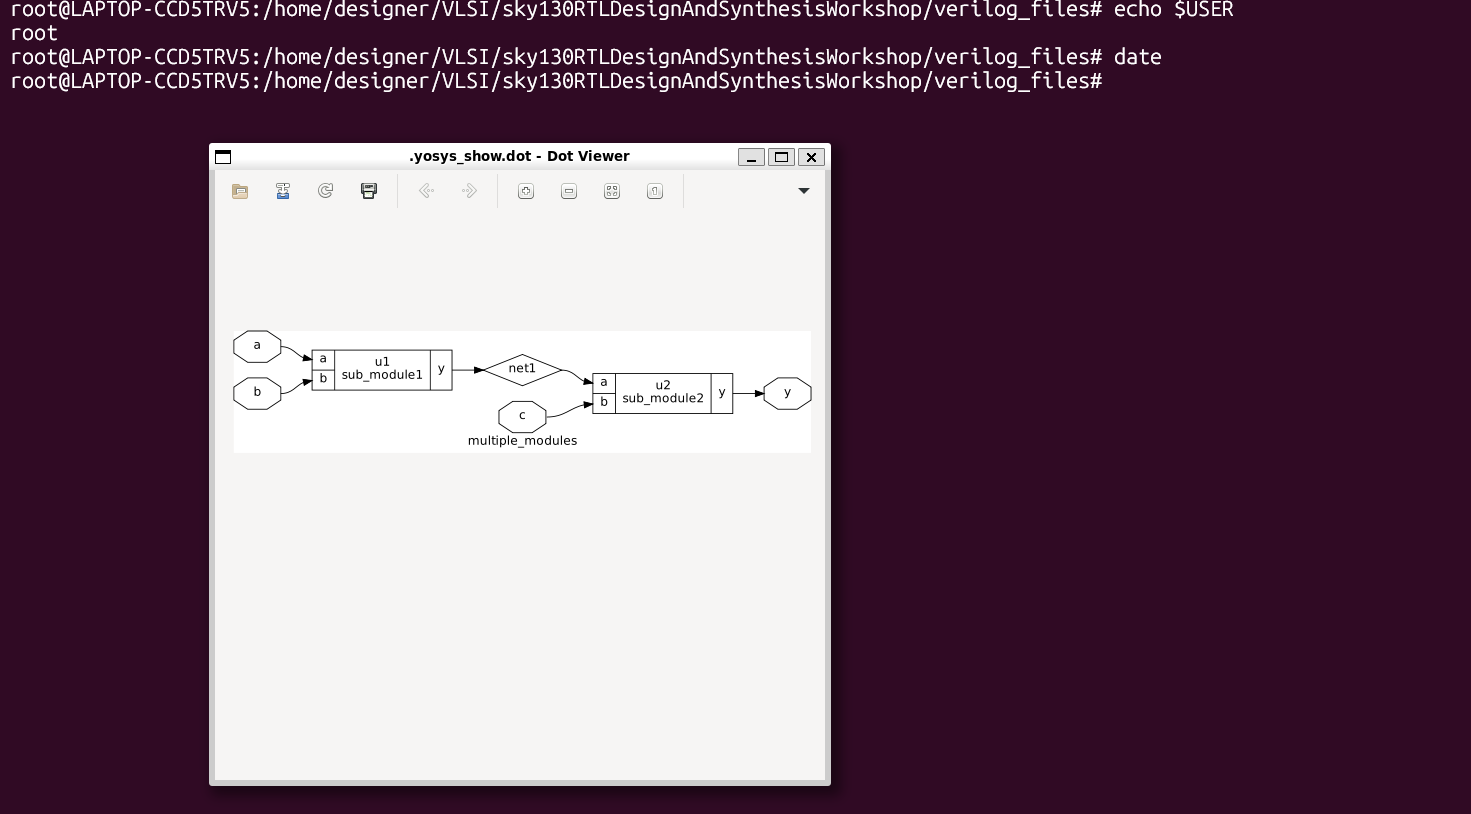 root@LAPTOP-CCD5TRV5:/home/designer/VLSI/sky130RTLDesignAndSynthesisWorkshop/verilog_files# echo $USER
root
root@LAPTOP-CCD5TRV5:/home/designer/VLSI/sky130RTLDesignAndSynthesisWorkshop/verilog_files# date
root@LAPTOP-CCD5TRV5:/home/designer/VLSI/sky130RTLDesignAndSynthesisWorkshop/verilog_files#
.yosys_show.dot - Dot Viewer
a
b
a
b
u1
sub_module1
y
net1
c
a
b
u2
sub_module2
y
y
multiple_modules